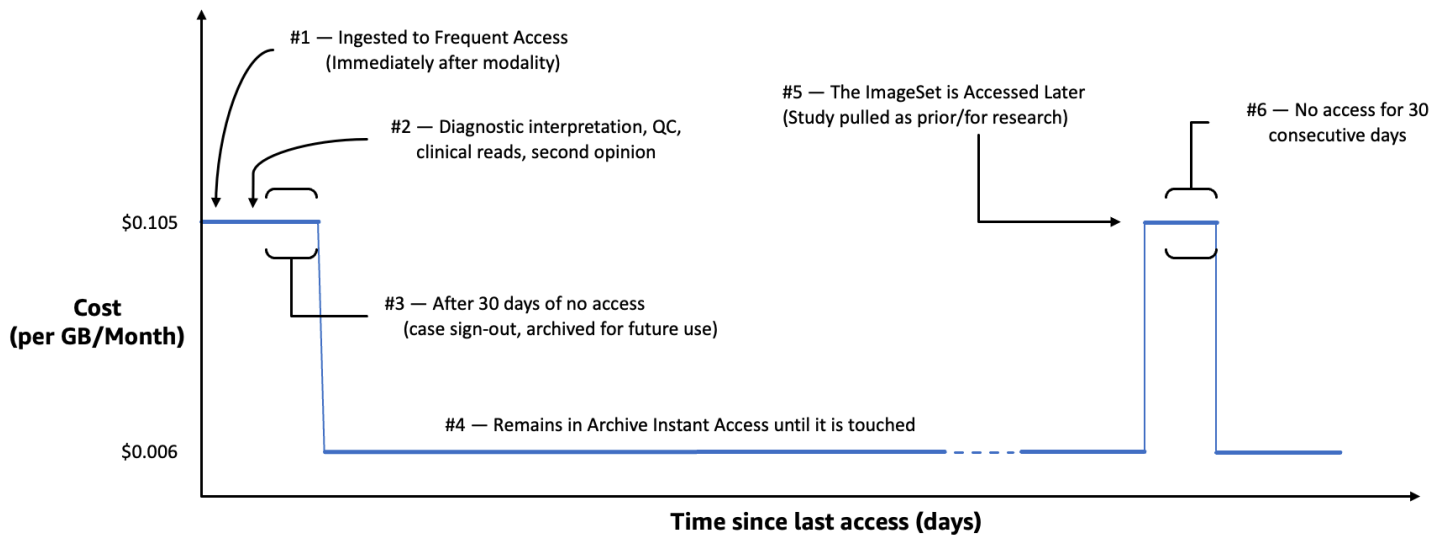 #1 — Ingested to Frequent Access
(Immediately after modality)
#2 — Diagnostic interpretation, QC,
clinical reads, second opinion
#5 — The ImageSet is Accessed Later
(Study pulled as prior/for research)
#6 — No access for 30
consecutive days
$0.105
Cost
(per GB/Month)
#3 — After 30 days of no access
(case sign-out, archived for future use)
#4 — Remains in Archive Instant Access until it is touched
$0.006
Time since last access (days)